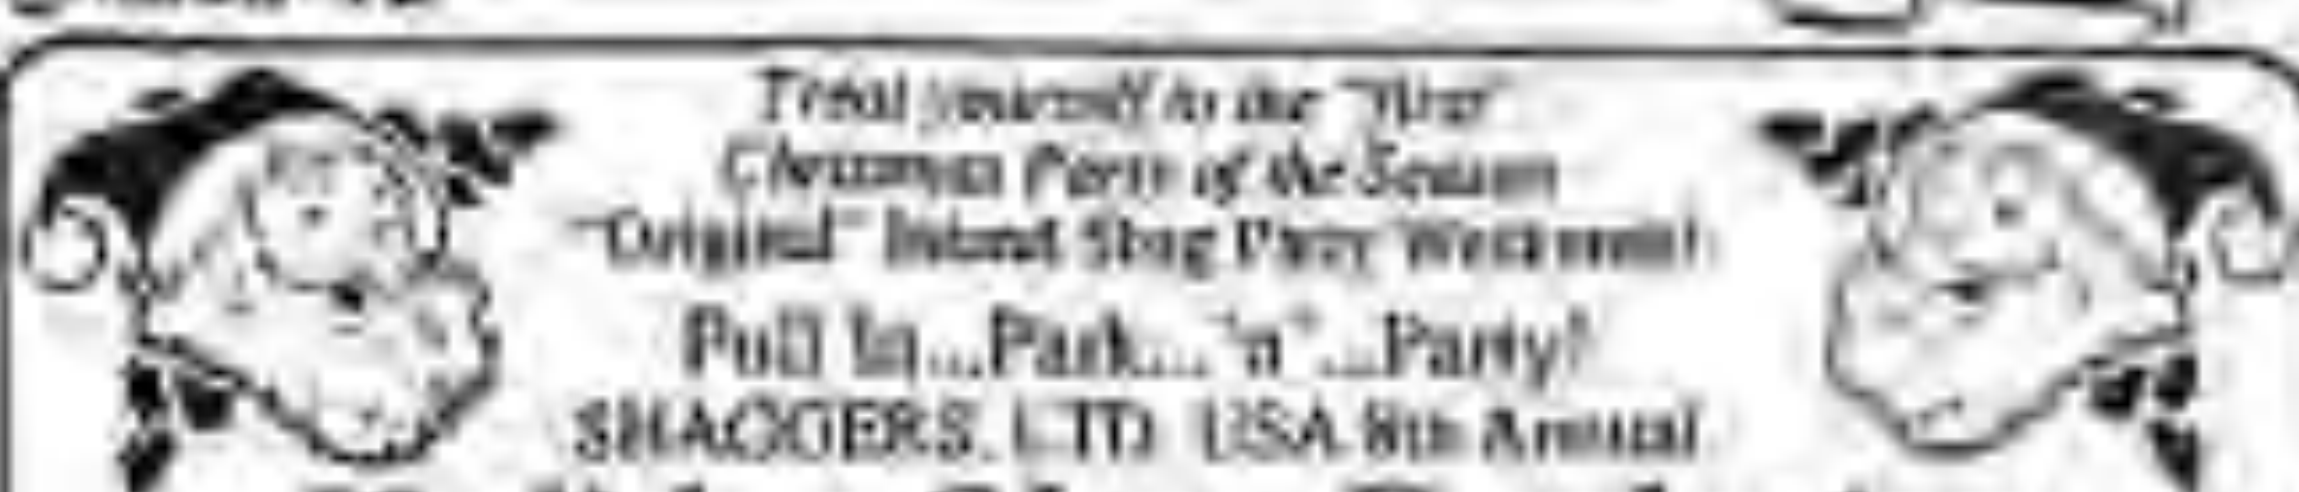 Treat yourself to the "First"
Christmas Party of the Season
"Original" Island Shag Party Weekend!
Pull In...Park... 'n' ...Party!
SHAGGERS, LTD. USA 8th Annual